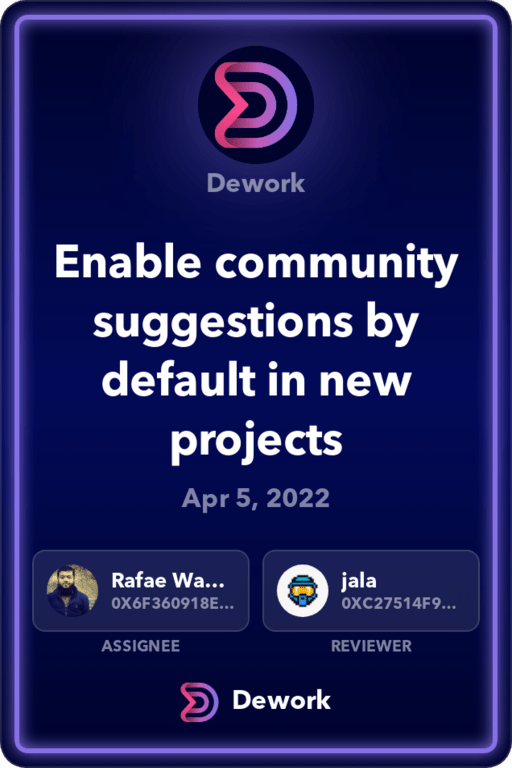 Dework
Enable community
suggestions by
default in new
projects
Apr 5, 2022
Rafae Wa...
0X6F360918E...
ASSIGNEE
jala
0XC27514F9...
REVIEWER
Dework